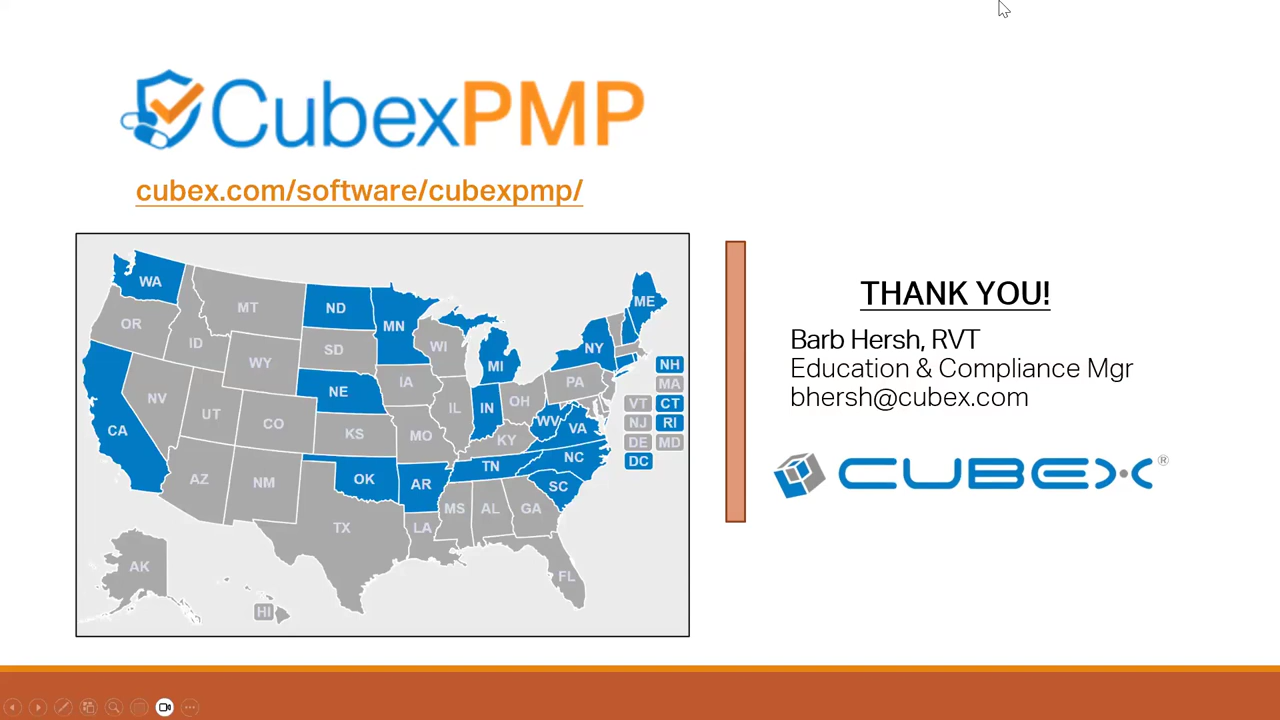 CubexPMP
cubex.com/software/cubexpmp/
WA
MT
ND
MN
ME
OR
ID
SD
WI
NY
WY
MI
NH
IA
PA
MA
NE
NV
UT
IL
IN
OH
VT
CT
CO
CA
KS
MO
KY
WV
VA
NJ
RI
DE
MD
NC
DC
TN
AZ
NM
OK
AR
SC
MS
AL
GA
TX
LA
AK
FL
HI
THANK YOU!
Barb Hersh, RVT
Education & Compliance Mgr
bhersh@cubex.com
CUBEX®